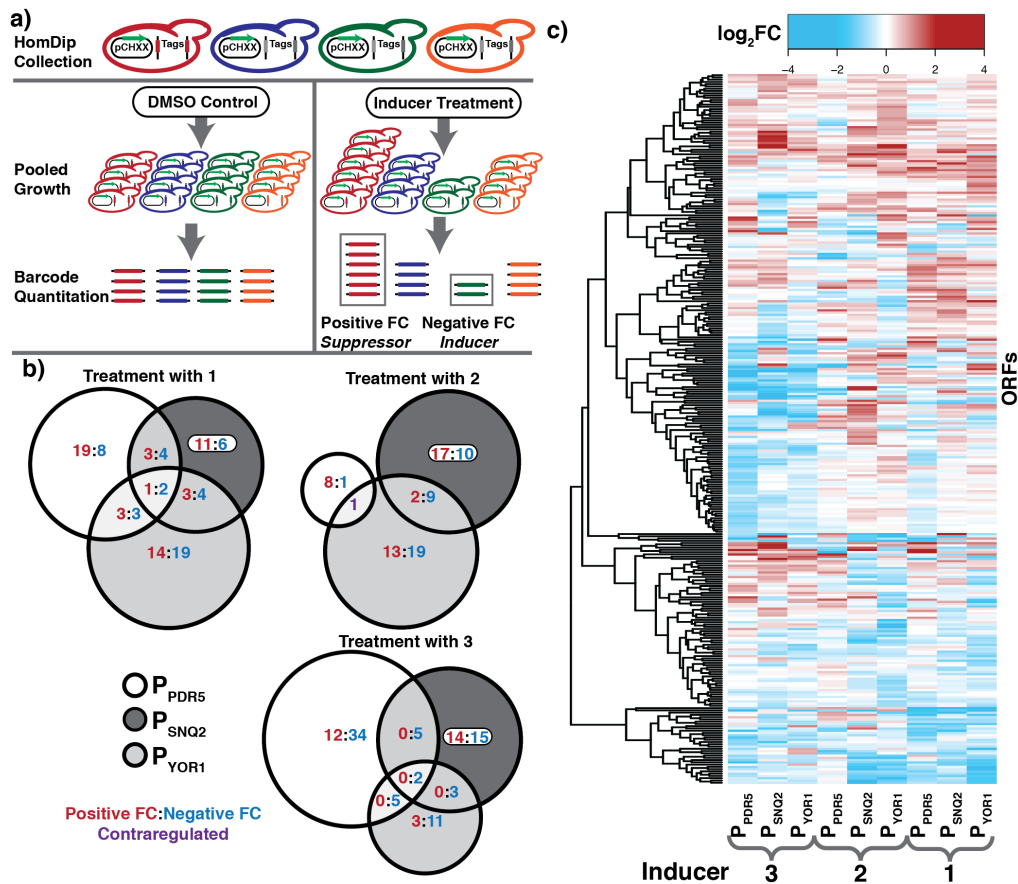 a)
HomDip
Collection
pCHXX Tags pCHXX Tags pCHXX Tags pCHXX Tags
DMSO Control
Inducer Treatment
Pooled
Growth
Barcode
Quantitation
Positive FC
Suppressor
Negative FC
Inducer
b)
Treatment with 1
19:8
3:4
11:6
1:2
3:3
3:4
14:19
Treatment with 2
8:1
1
17:10
2:9
13:19
Treatment with 3
12:34
0:5
14:15
0:2
0:5
0:3
3:11
PPDR5
PSNQ2
PYOR1
Positive FC:Negative FC
Contraregulated
c)
log2FC
−4 −2 0 2 4
ORFs
PPDR5 PSNQ2 PYOR1 PPDR5 PSNQ2 PYOR1 PPDR5 PSNQ2 PYOR1
Inducer 3 2 1